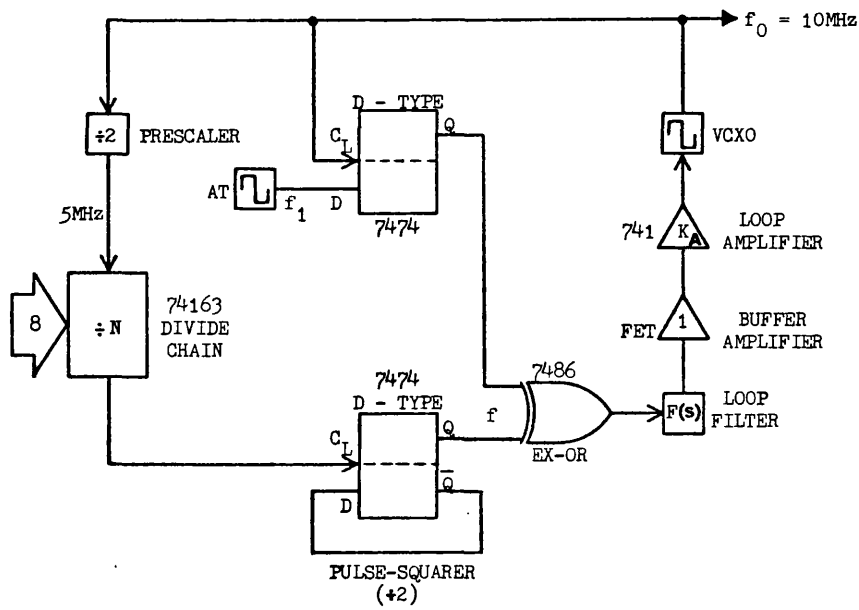 f0 = 10MHz
D - TYPE
Q
CL
÷2
PRESCALER
VCXO
AT
f1
D
7474
5MHz
741
KA
LOOP
AMPLIFIER
8
÷N
74163
DIVIDE
CHAIN
FET
1
BUFFER
AMPLIFIER
7474
D - TYPE
7486
CL
Q
f
F(s)
LOOP
FILTER
EX-OR
Q̅
D
PULSE-SQUARER
(÷2)